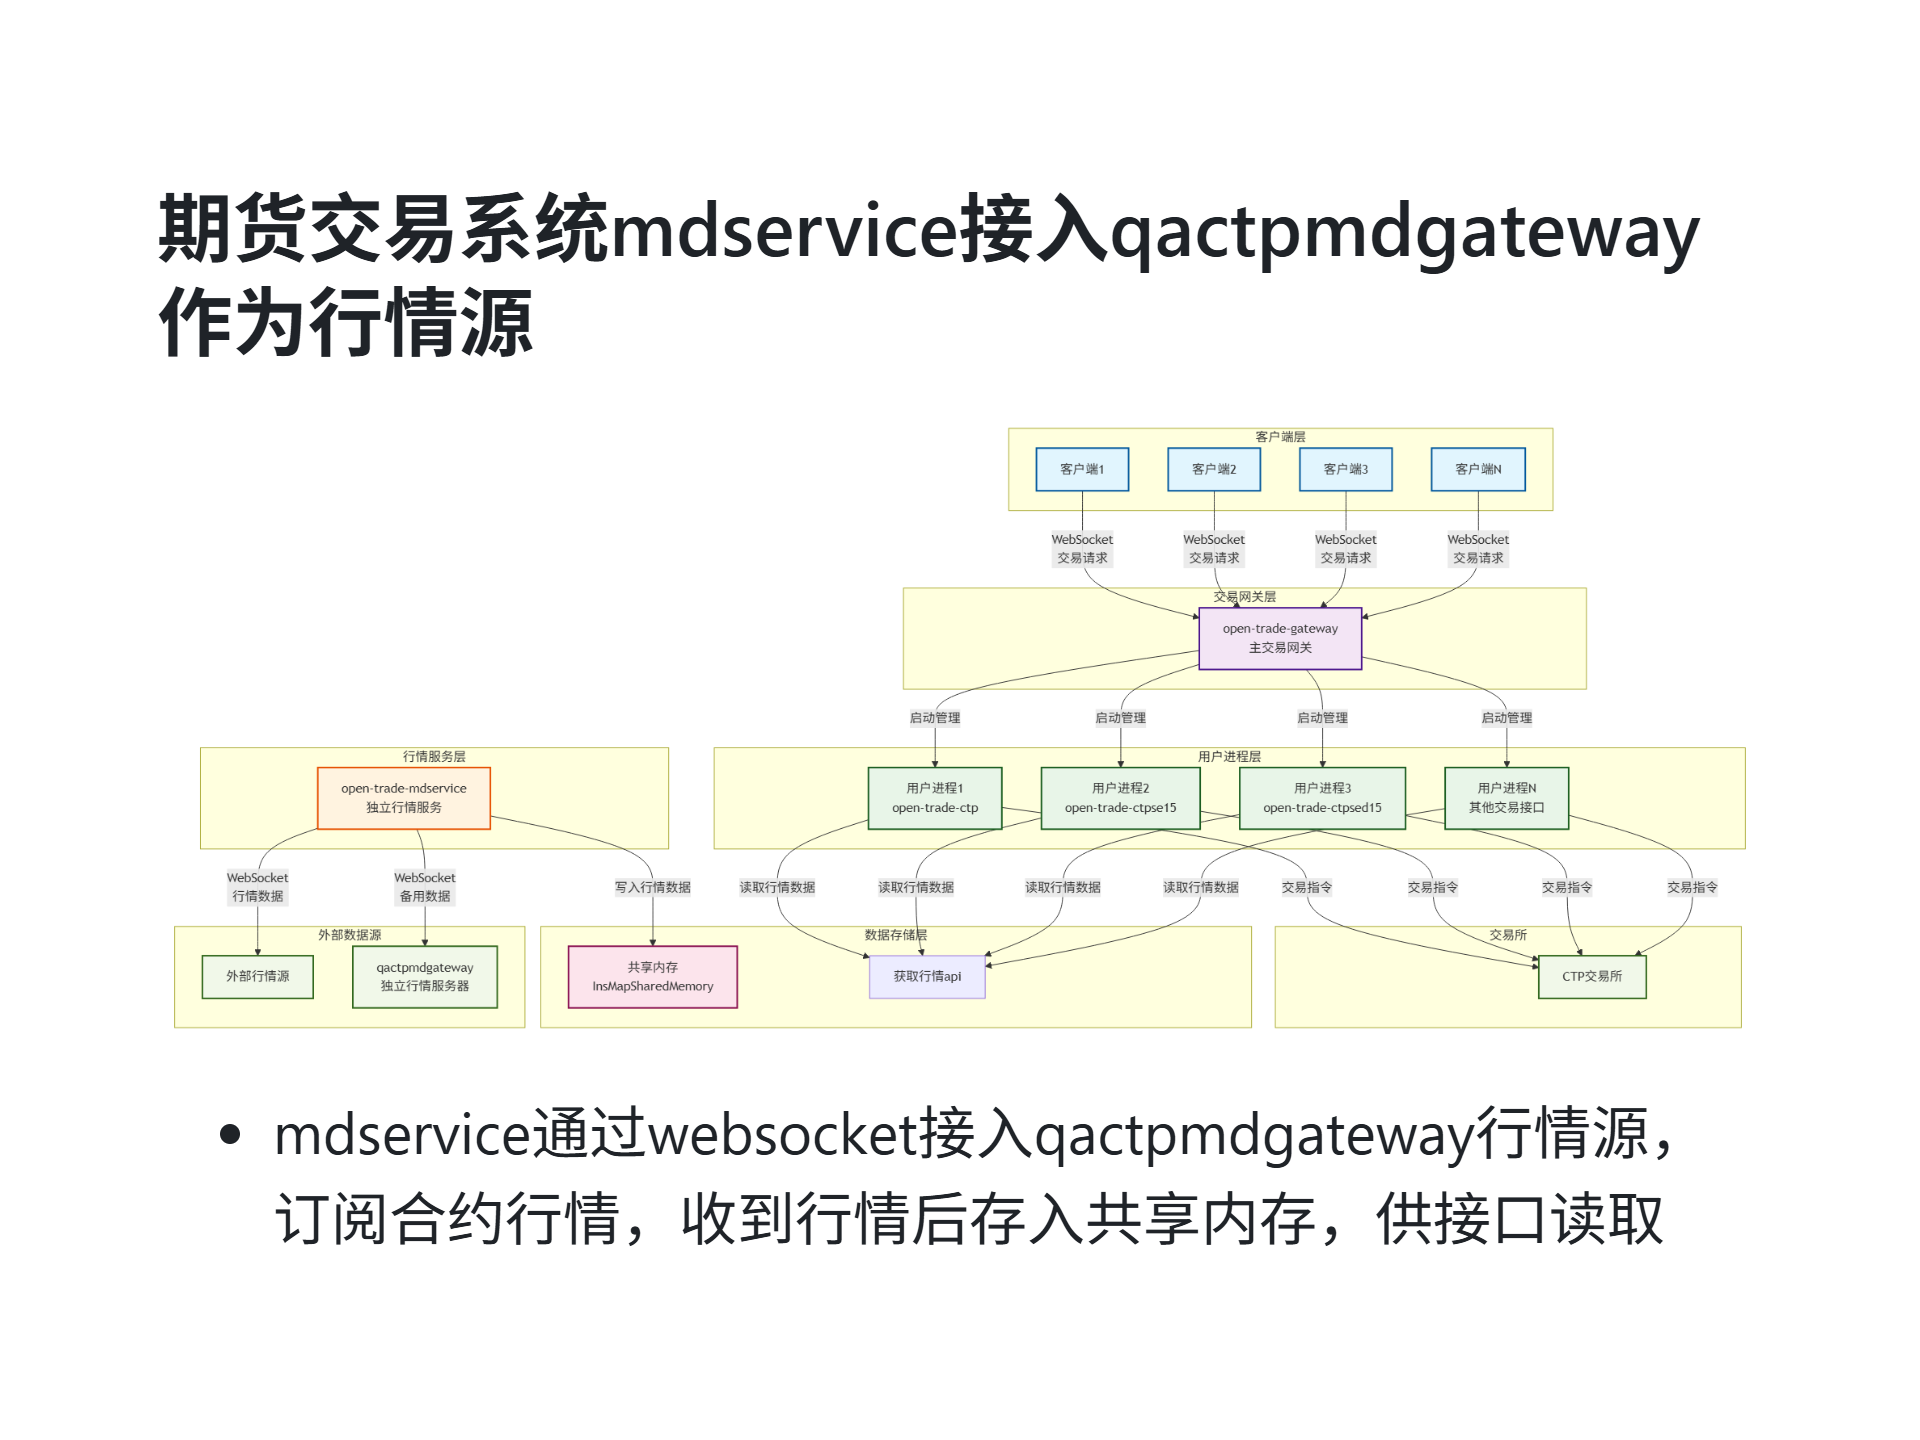 期货交易系统mdservice接入qactpmdgateway
作为行情源
客户端层
客户端1
客户端2
客户端3
客户端N
WebSocket
交易请求
WebSocket
交易请求
WebSocket
交易请求
WebSocket
交易请求
交易网关层
open-trade-gateway
主交易网关
启动管理
启动管理
启动管理
启动管理
行情服务层
open-trade-mdservice
独立行情服务
用户进程层
用户进程1
open-trade-ctp
用户进程2
open-trade-ctpse15
用户进程3
open-trade-ctpsed15
用户进程N
其他交易接口
WebSocket
行情数据
WebSocket
备用数据
写入行情数据
读取行情数据
读取行情数据
读取行情数据
读取行情数据
交易指令
交易指令
交易指令
交易指令
外部数据源
外部行情源
qactpmdgateway
独立行情服务器
数据存储层
共享内存
InsMapSharedMemory
获取行情api
交易所
CTP交易所
• mdservice通过websocket接入qactpmdgateway行情源，
订阅合约行情，收到行情后存入共享内存，供接口读取